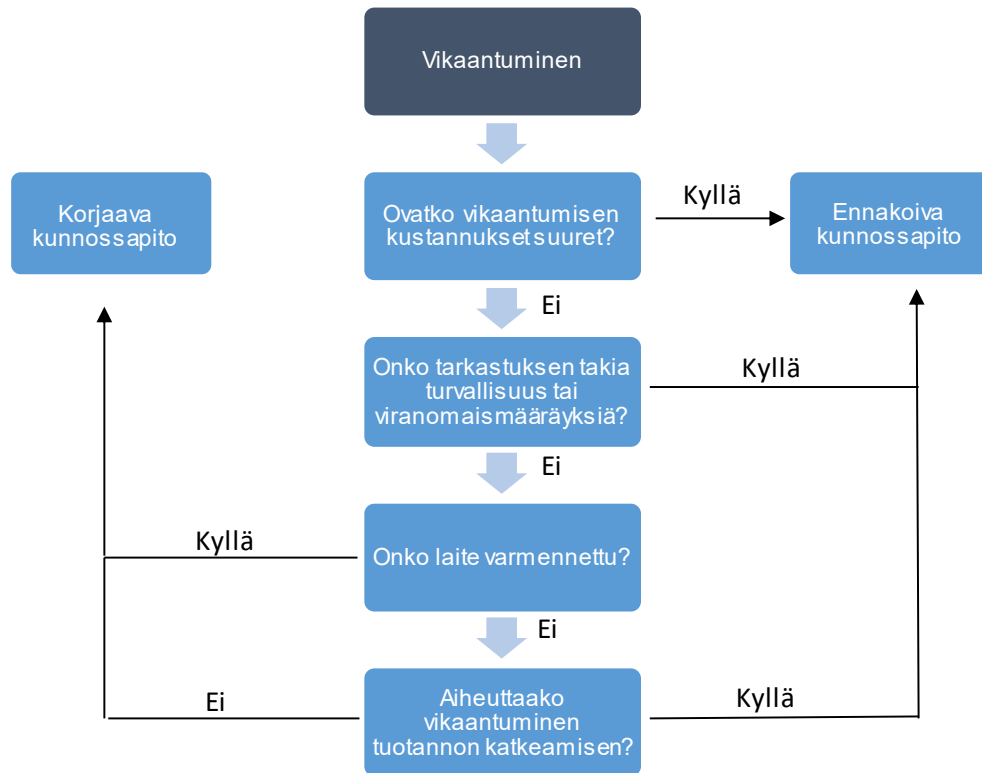 Vikaantuminen
Korjaava
kunnossapito
Ovatko vikaantumisen
kustannukset suuret?
Kyllä
Ennakoiva
kunnossapito
Ei
Onko tarkastuksen takia
turvallisuus tai
viranomaismääräyksiä?
Kyllä
Ei
Kyllä
Onko laite varmennettu?
Ei
Ei
Aiheuttaako
vikaantuminen
tuotannon katkeamisen?
Kyllä